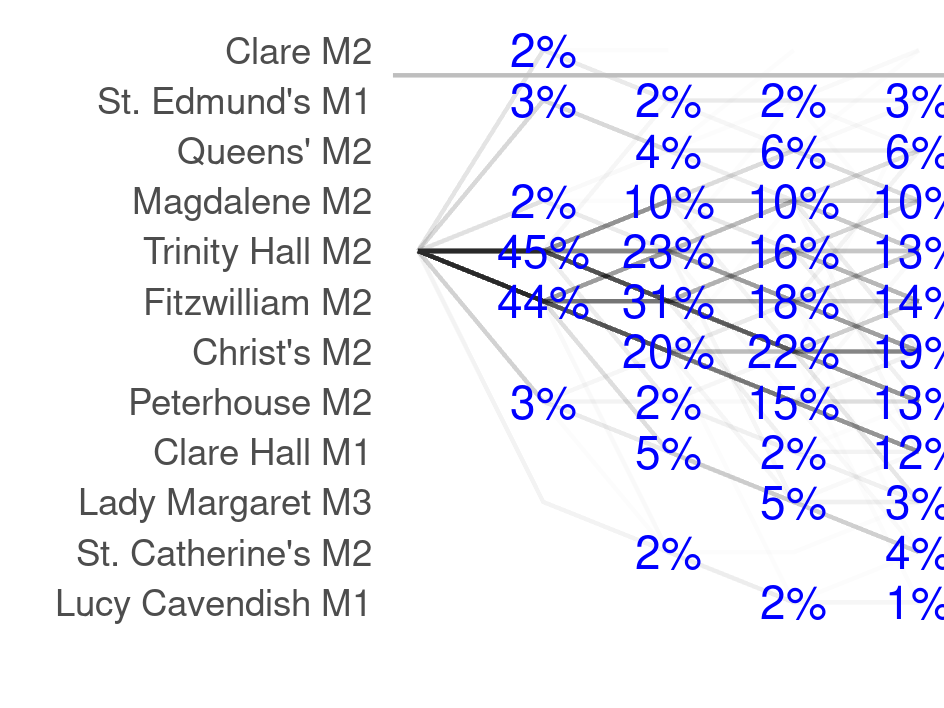 Clare M2 2%
St. Edmund's M1 3% 2% 2% 3%
Queens' M2 4% 6% 6%
Magdalene M2 2% 10% 10% 10%
Trinity Hall M2 45% 23% 16% 13%
Fitzwilliam M2 44% 31% 18% 14%
Christ's M2 20% 22% 19%
Peterhouse M2 3% 2% 15% 13%
Clare Hall M1 5% 2% 12%
Lady Margaret M3 5% 3%
St. Catherine's M2 2% 4%
Lucy Cavendish M1 2% 1%